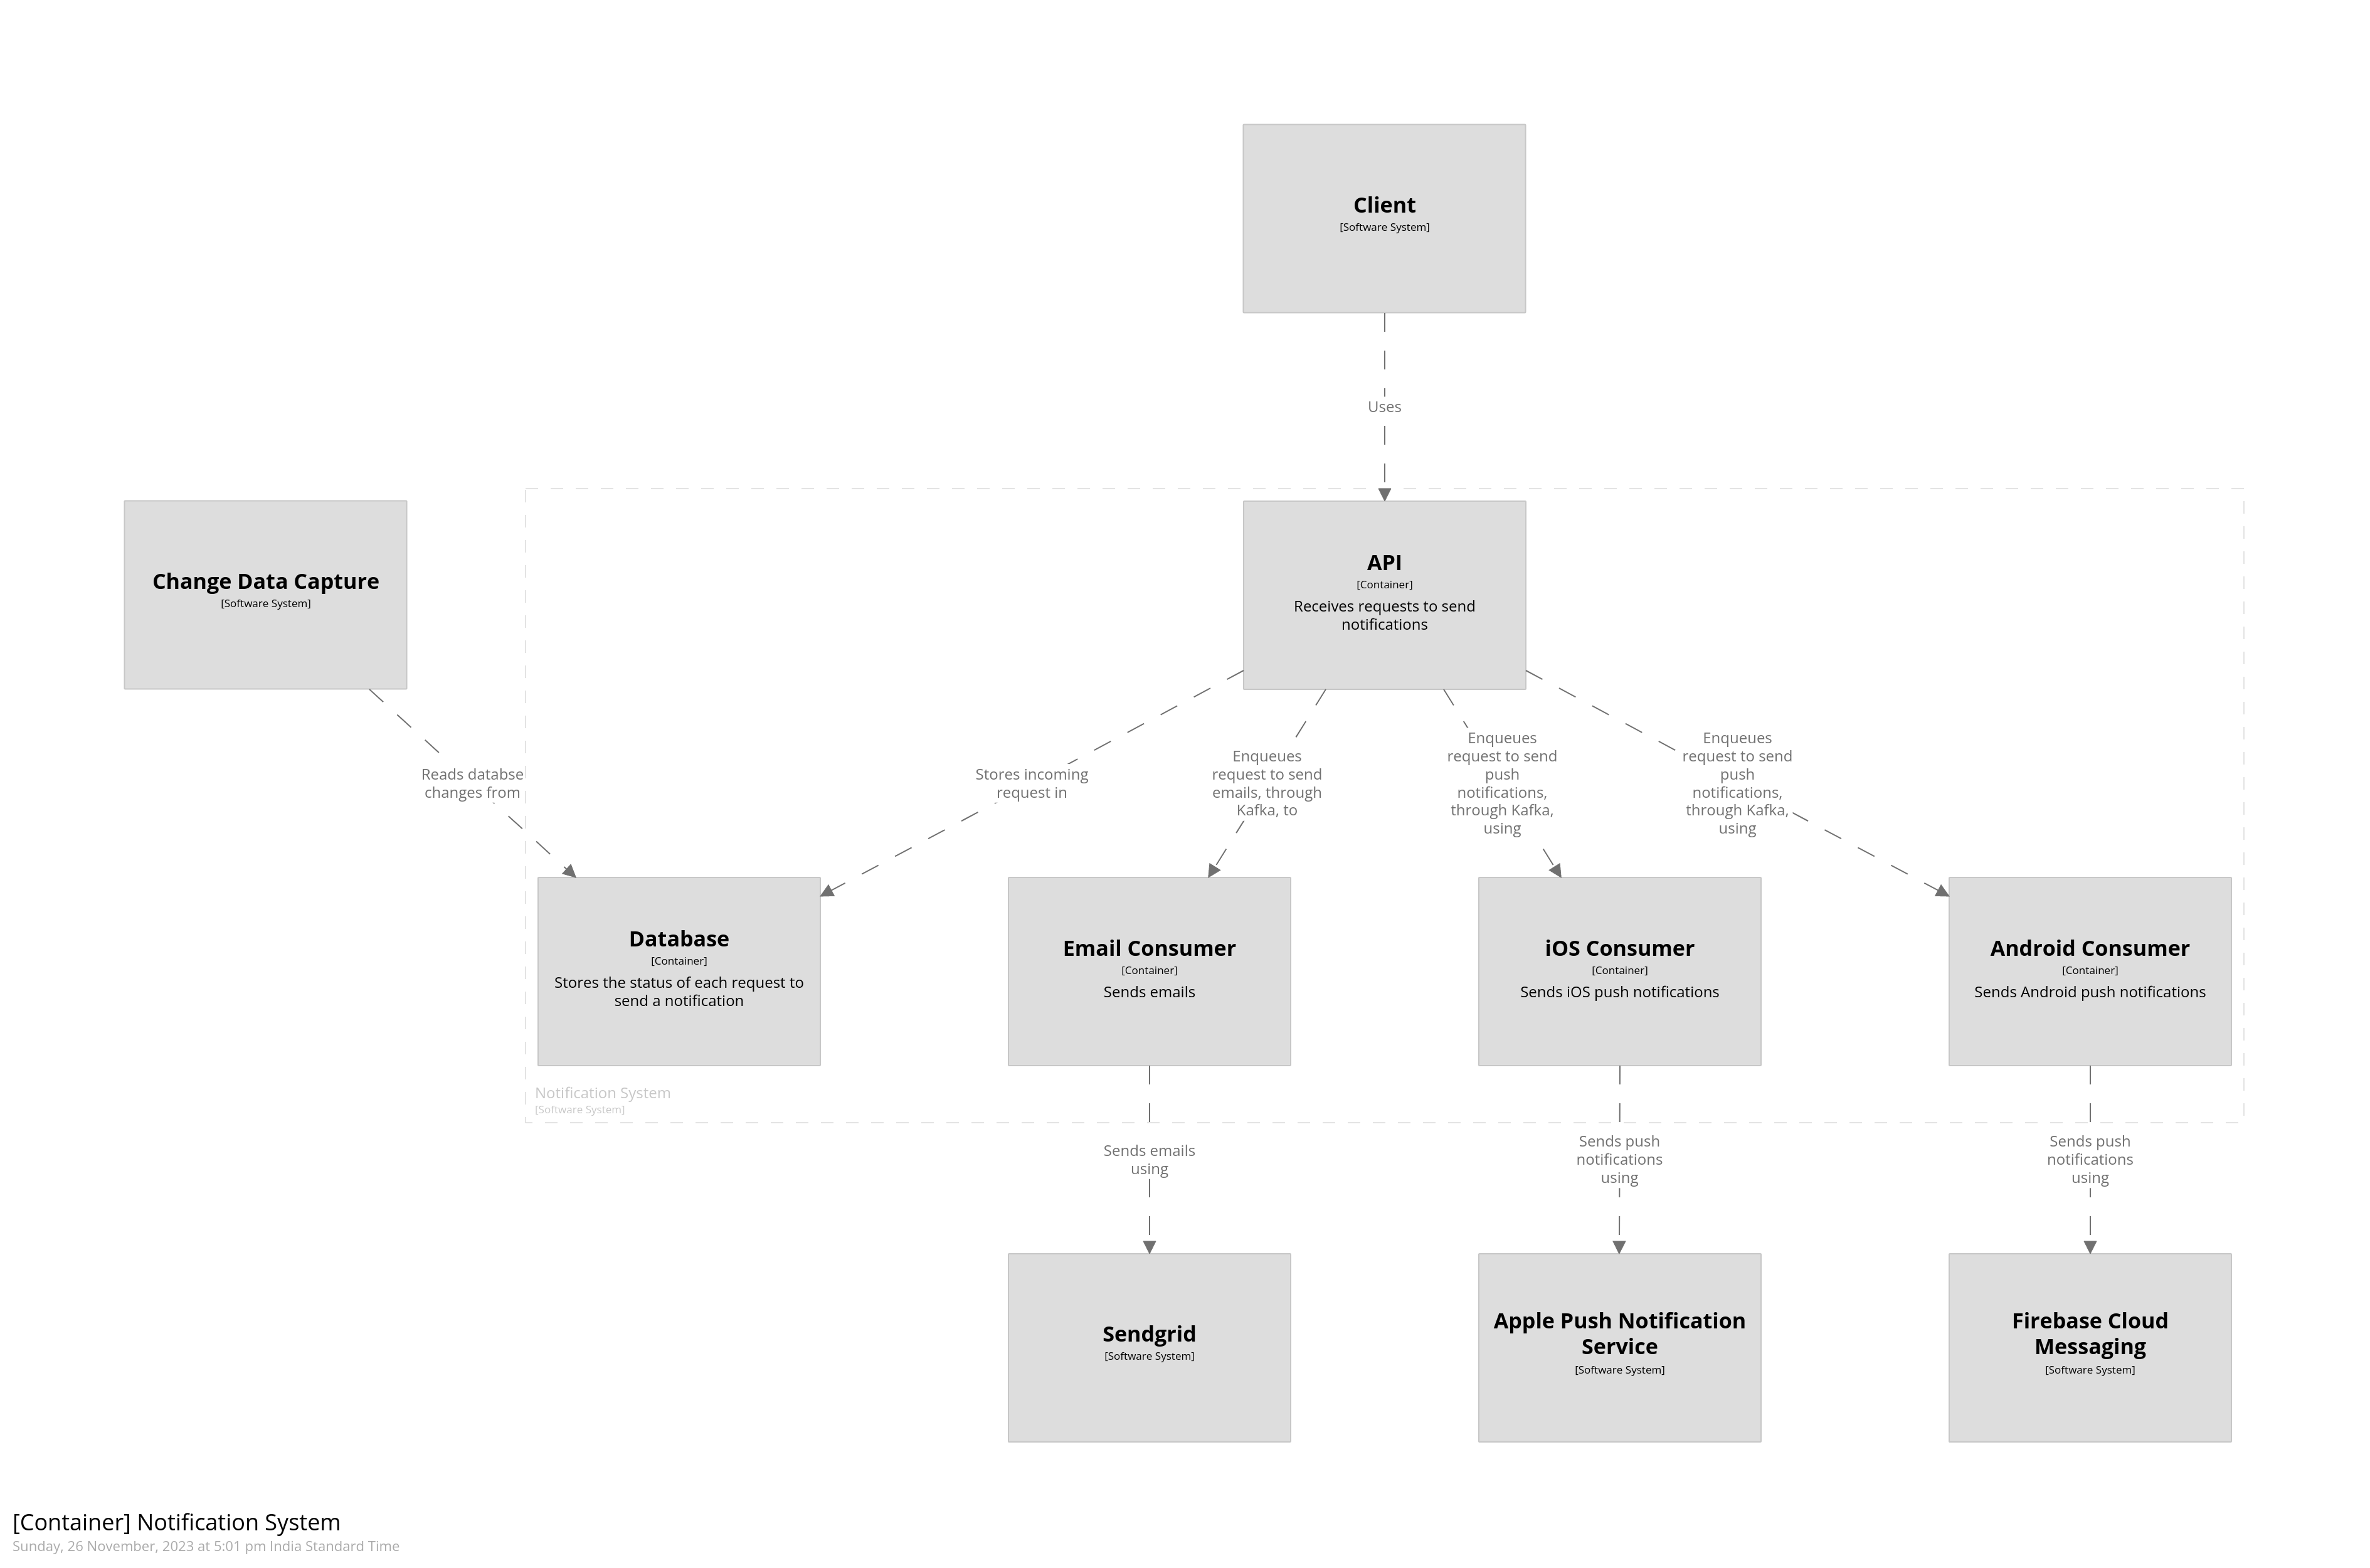 Client
[Software System]
Uses
Change Data Capture
[Software System]
API
[Container]
Receives requests to send
notifications
Reads databse
changes from
Stores incoming
request in
Enqueues
request to send
emails, through
Kafka, to
Enqueues
request to send
push
notifications,
through Kafka,
using
Enqueues
request to send
push
notifications,
through Kafka,
using
Database
[Container]
Stores the status of each request to
send a notification
Email Consumer
[Container]
Sends emails
iOS Consumer
[Container]
Sends iOS push notifications
Android Consumer
[Container]
Sends Android push notifications
Notification System
[Software System]
Sends emails
using
Sends push
notifications
using
Sends push
notifications
using
Sendgrid
[Software System]
Apple Push Notification
Service
[Software System]
Firebase Cloud
Messaging
[Software System]
[Container] Notification System
Sunday, 26 November, 2023 at 5:01 pm India Standard Time